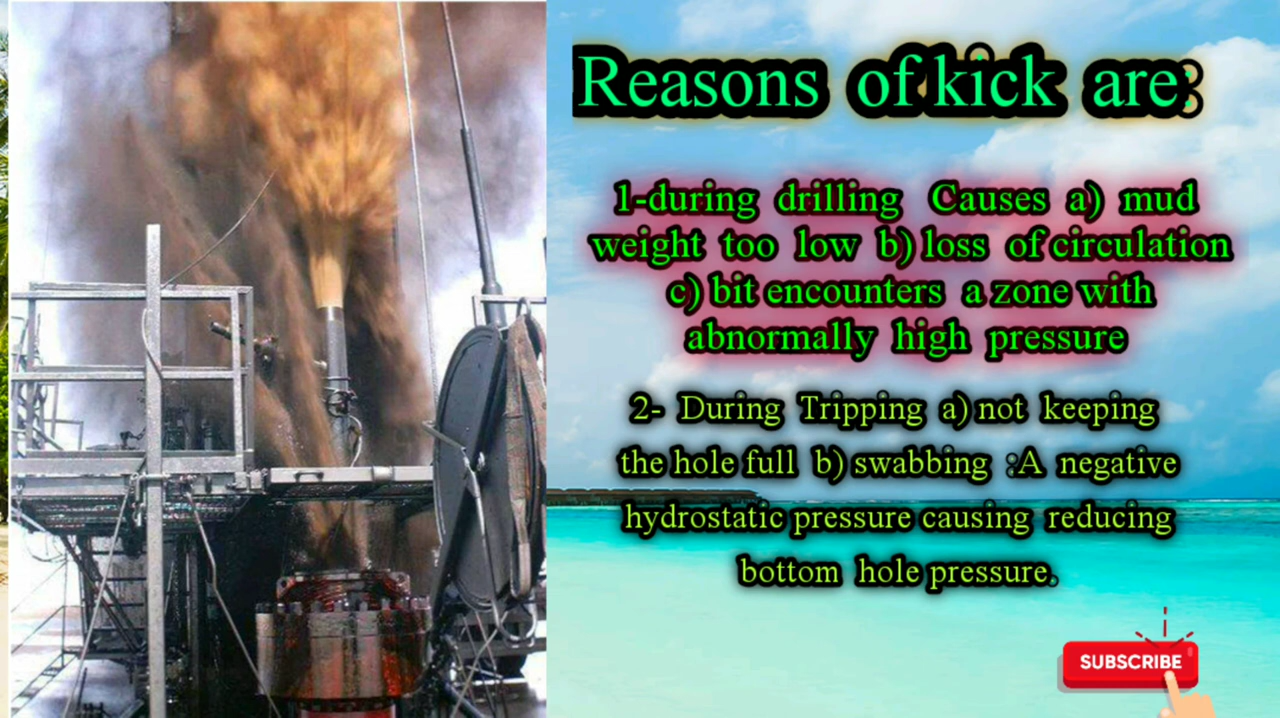 Reasons of kick are:
1-during drilling Causes a) mud
weight too low b) loss of circulation
c) bit encounters a zone with
abnormally high pressure
2- During Tripping a) not keeping
the hole full b) swabbing :A negative
hydrostatic pressure causing reducing
bottom hole pressure.
SUBSCRIBE